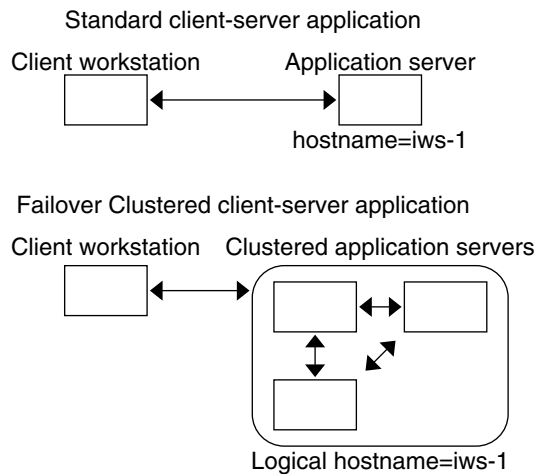 Standard client-server application
Client workstation
Application server
hostname=iws-1
Failover Clustered client-server application
Client workstation
Clustered application servers
Logical hostname=iws-1